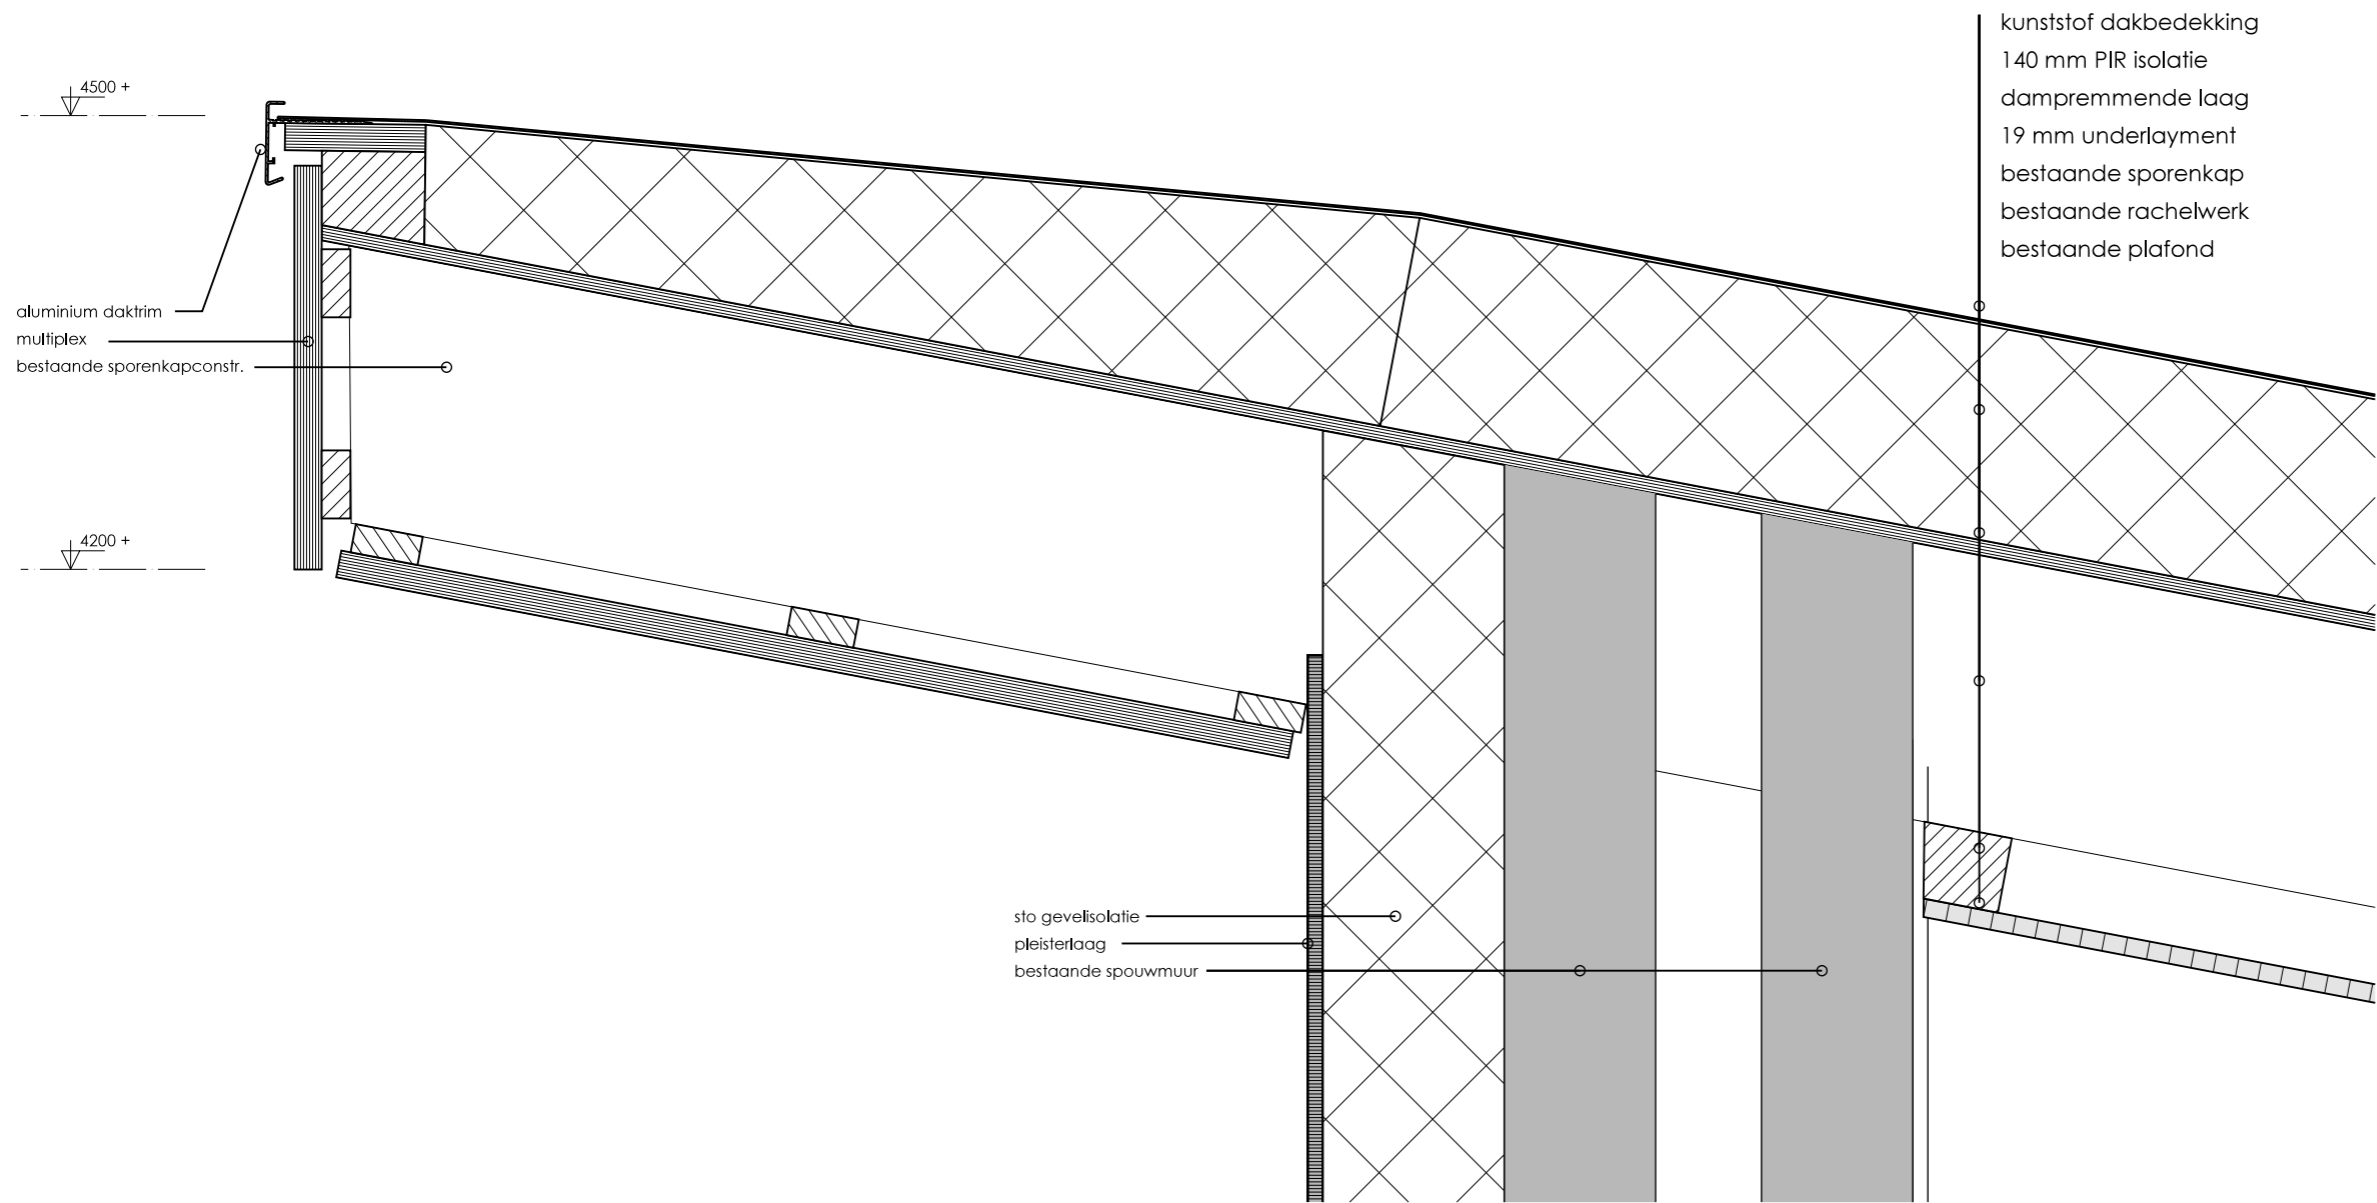 kunststof dakbedekking
140 mm PIR isolatie
dampremmende laag
19 mm underlayment
bestaande sporenkap
bestaande rachelwerk
bestaande plafond
4500 +
aluminium daktrim
multiplex
bestaande sporenkapconstr.
4200 +
sto gevelisolatie
pleisterlaag
bestaande spouwmuur